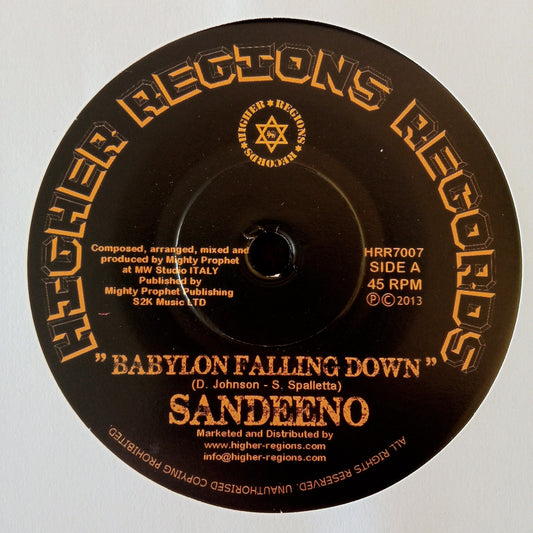 HIGHER REGIONS RECORDS
HIGHER REGIONS RECORDS
Composed, arranged, mixed and
produced by Mighty Prophet
at MW Studio ITALY
Published by
Mighty Prophet Publishing
S2K Music LTD
HRR7007
SIDE A
45 RPM
Ⓟ©2013
" BABYLON FALLING DOWN "
(D. Johnson - S. Spalletta)
SANDEENO
Marketed and Distributed by
www.higher-regions.com
info@higher-regions.com
ALL RIGHTS RESERVED. UNAUTHORISED COPYING PROHIBITED.